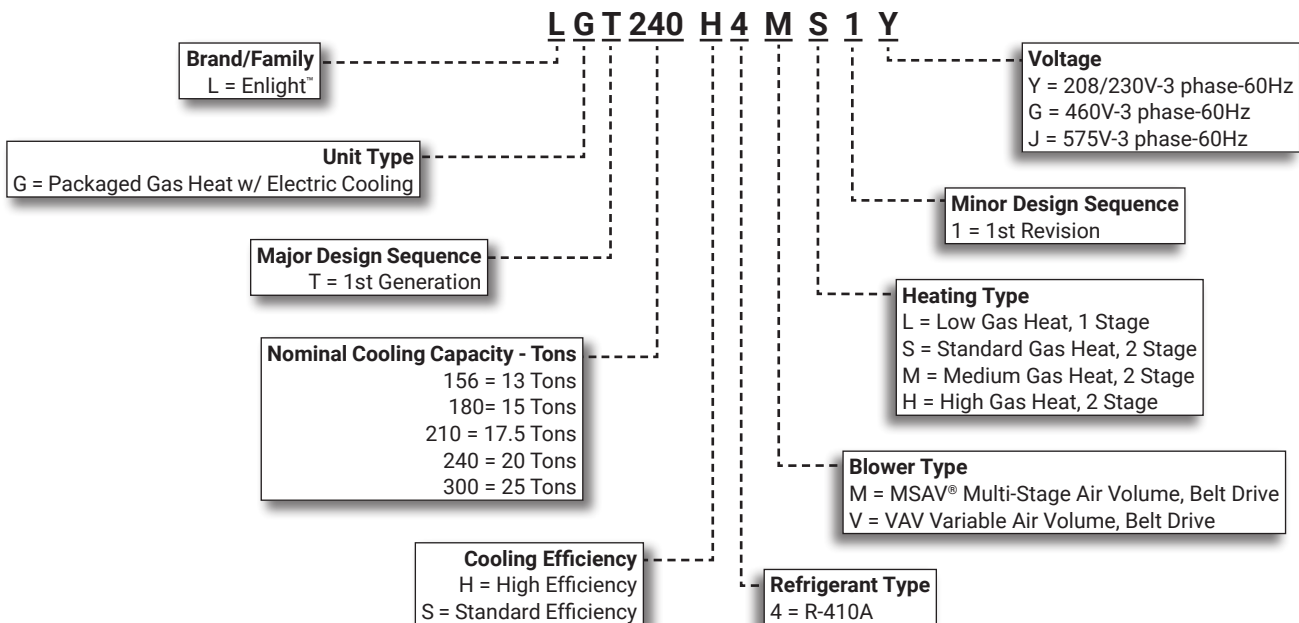 L G T 240 H 4 M S 1 Y
Brand/Family
L = Enlight™
Voltage
Y = 208/230V-3 phase-60Hz
G = 460V-3 phase-60Hz
J = 575V-3 phase-60Hz
Unit Type
G = Packaged Gas Heat w/ Electric Cooling
Minor Design Sequence
1 = 1st Revision
Major Design Sequence
T = 1st Generation
Heating Type
L = Low Gas Heat, 1 Stage
S = Standard Gas Heat, 2 Stage
M = Medium Gas Heat, 2 Stage
H = High Gas Heat, 2 Stage
Nominal Cooling Capacity - Tons
156 = 13 Tons
180= 15 Tons
210 = 17.5 Tons
240 = 20 Tons
300 = 25 Tons
Blower Type
M = MSAV® Multi-Stage Air Volume, Belt Drive
V = VAV Variable Air Volume, Belt Drive
Cooling Efficiency
H = High Efficiency
S = Standard Efficiency
Refrigerant Type
4 = R-410A